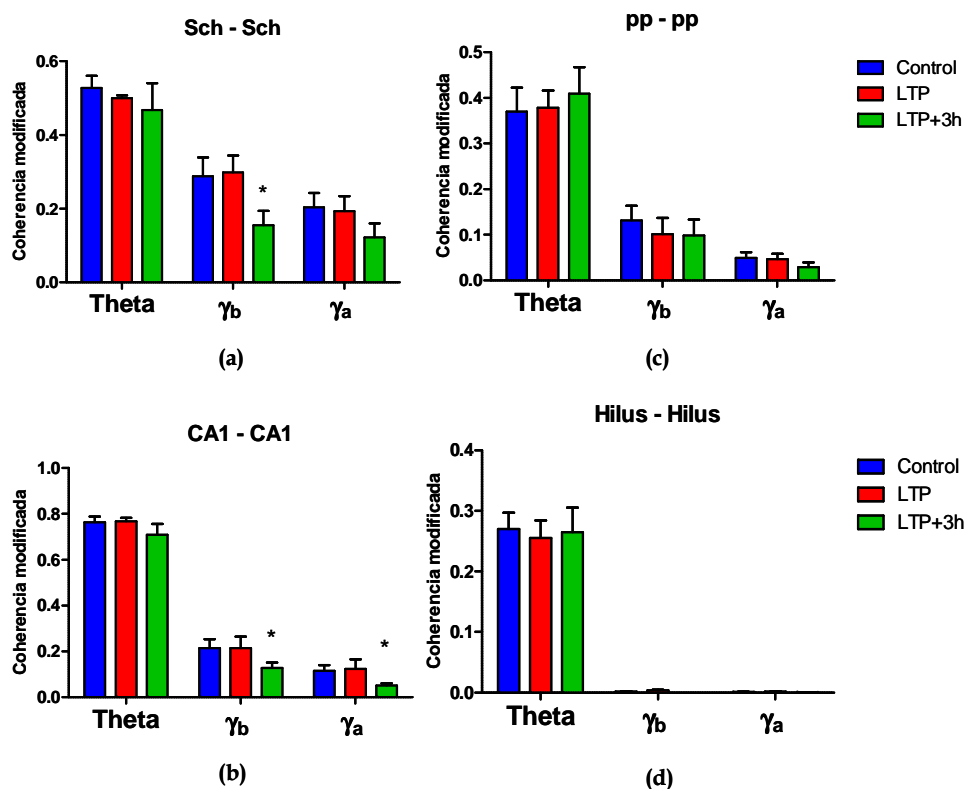 Sch - Sch
Coherencia modificada
0.6
0.4
0.2
0.0
Theta
γb
γa
(a)
pp - pp
Coherencia modificada
0.5
0.4
0.3
0.2
0.1
0.0
Theta
γb
γa
(c)
Control
LTP
LTP+3h
*
CA1 - CA1
Coherencia modificada
1.0
0.8
0.6
0.4
0.2
0.0
*
*
Theta
γb
γa
(b)
Hilus - Hilus
Coherencia modificada
0.4
0.3
0.2
0.1
0.0
Theta
γb
γa
(d)
Control
LTP
LTP+3h